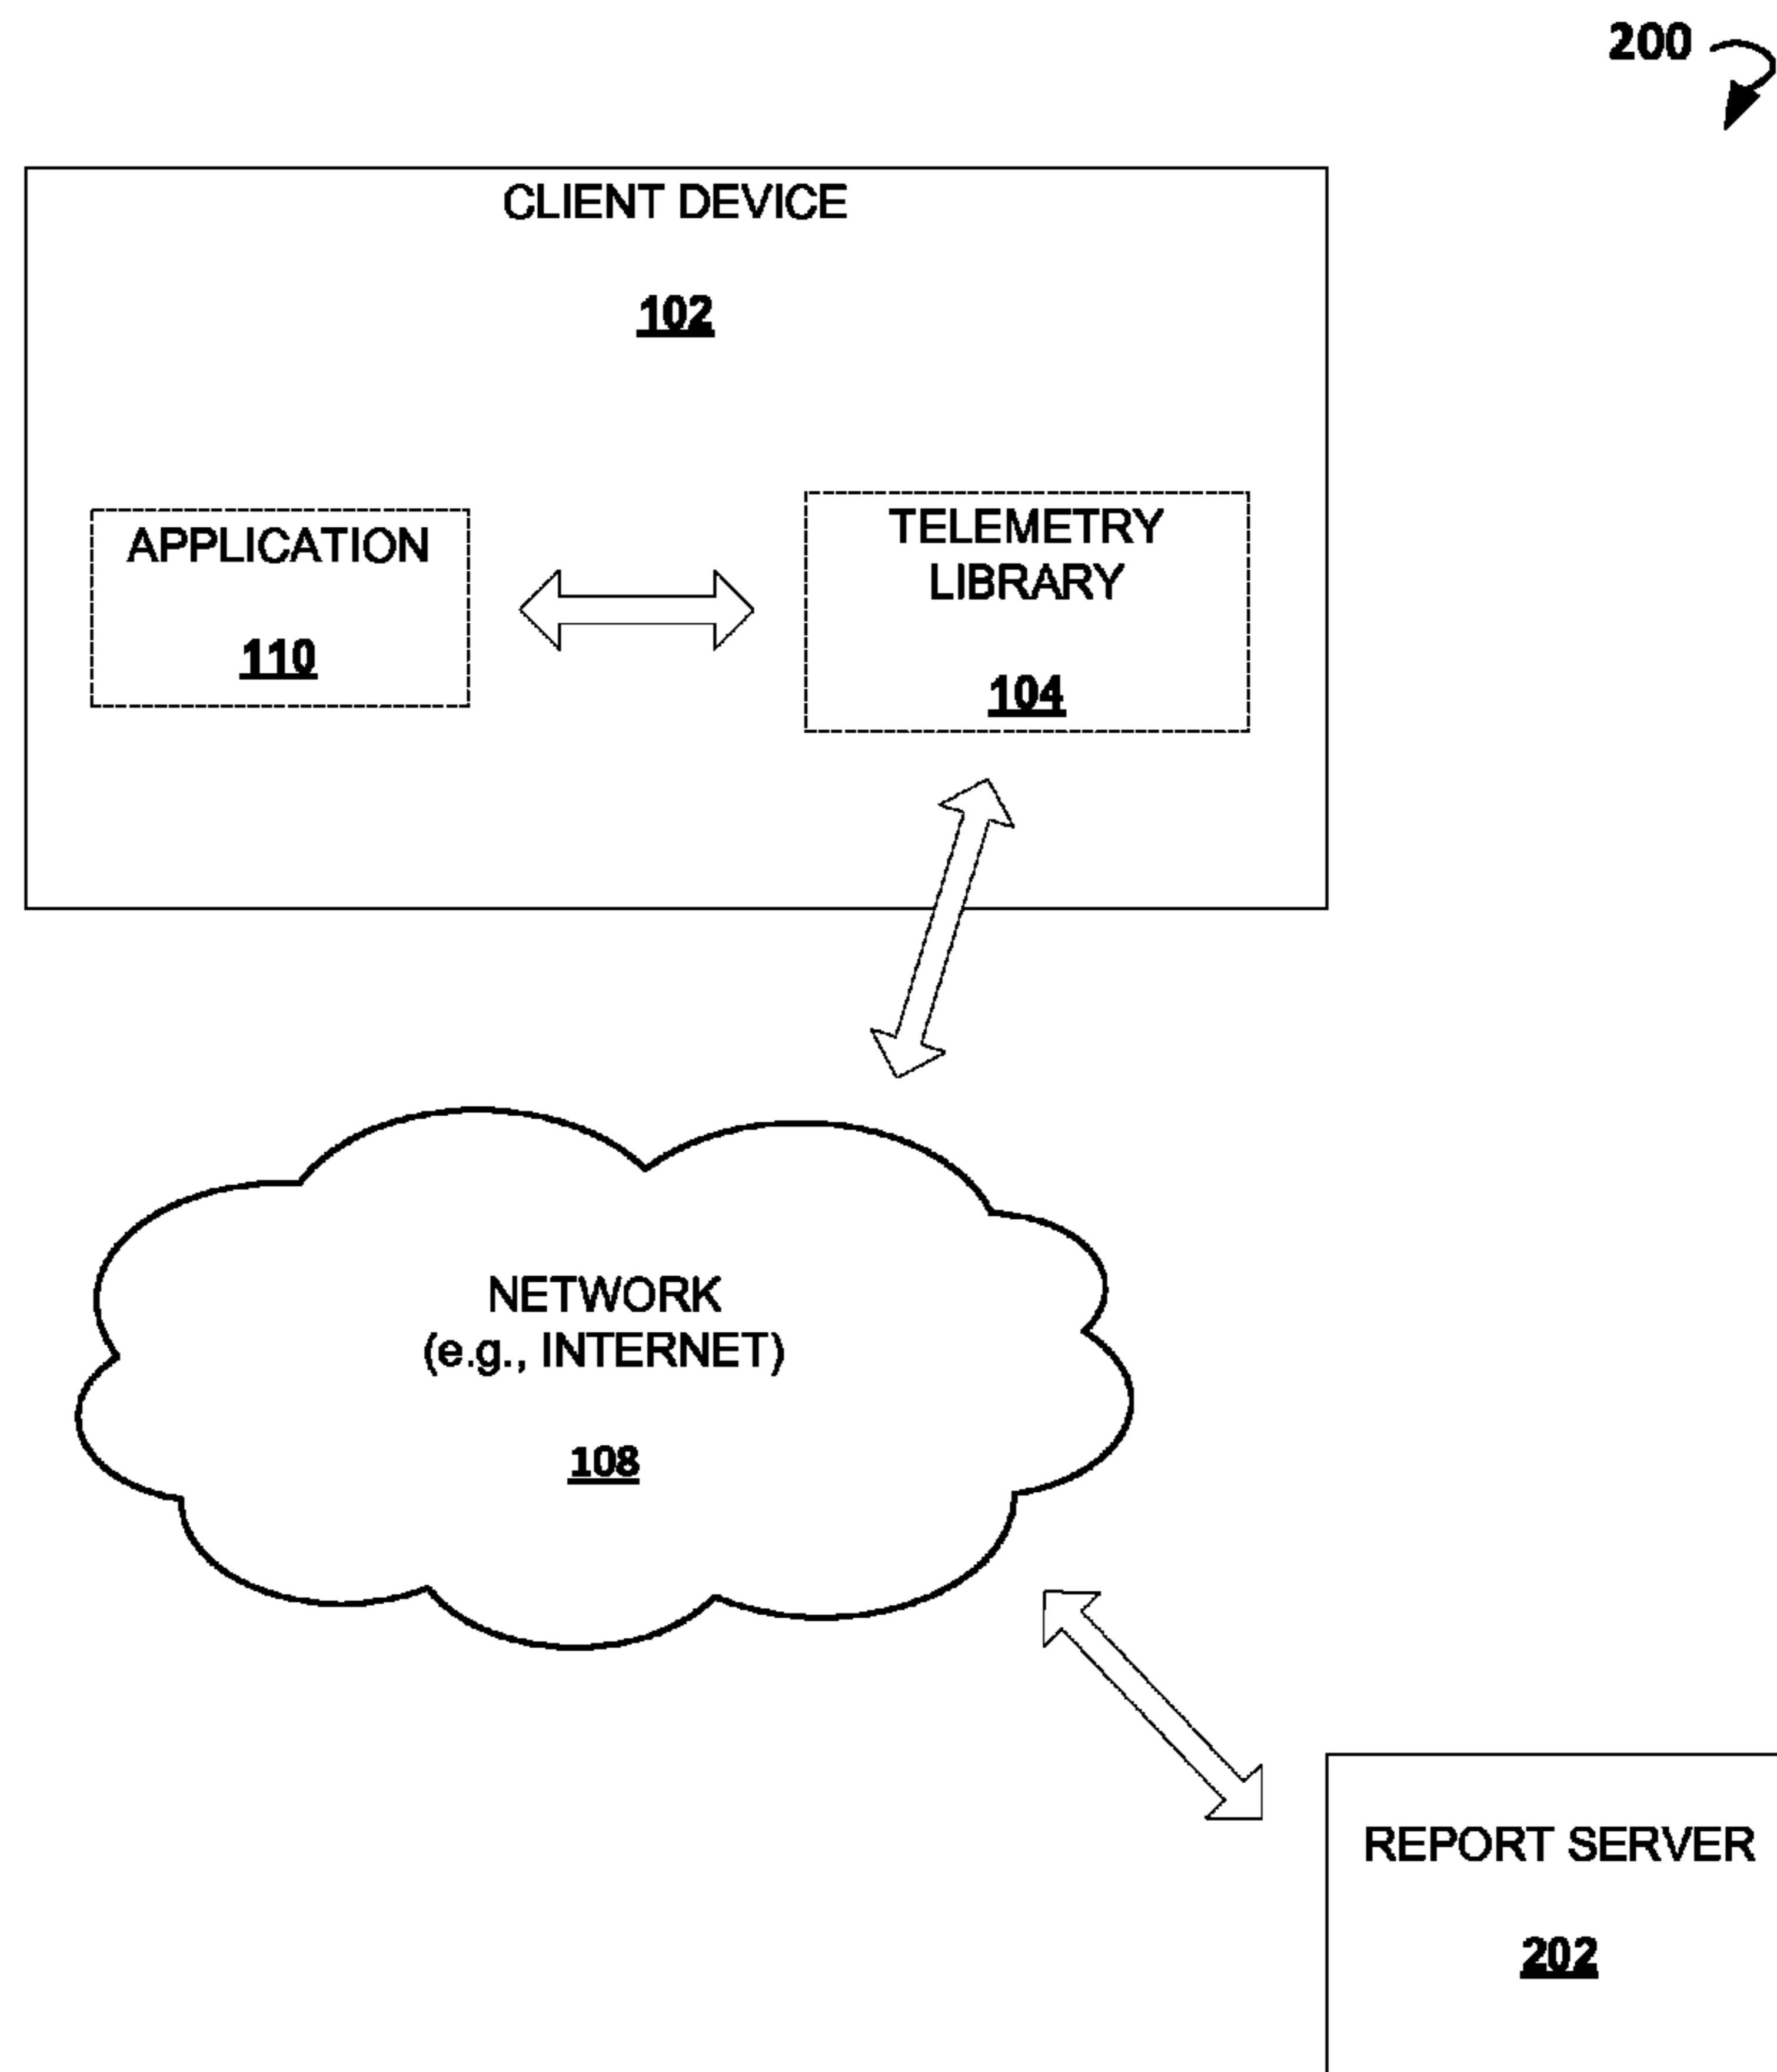 200
CLIENT DEVICE
102
APPLICATION
110
TELEMETRY
LIBRARY
104
NETWORK
(e.g., INTERNET)
108
REPORT SERVER
202